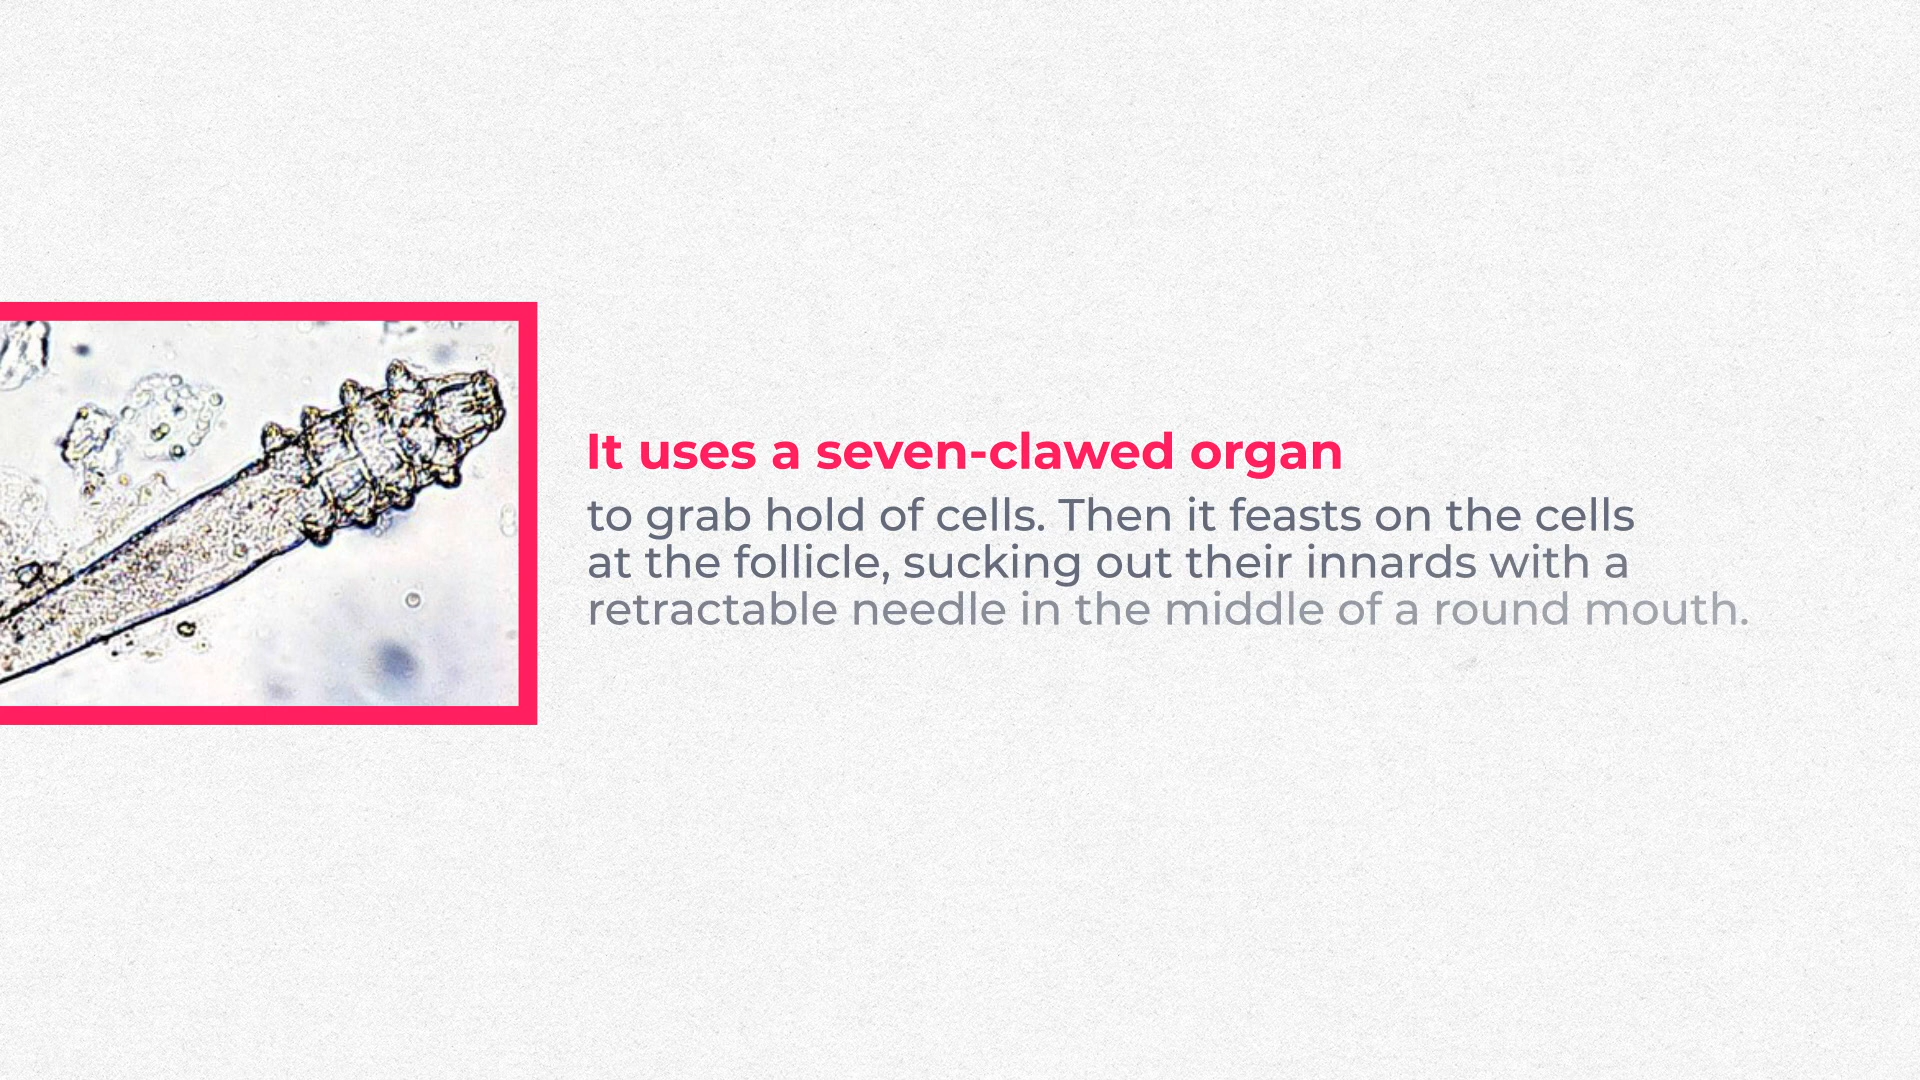 It uses a seven-clawed organ
to grab hold of cells. Then it feasts on the cells
at the follicle, sucking out their innards with a
retractable needle in the middle of a round mouth.